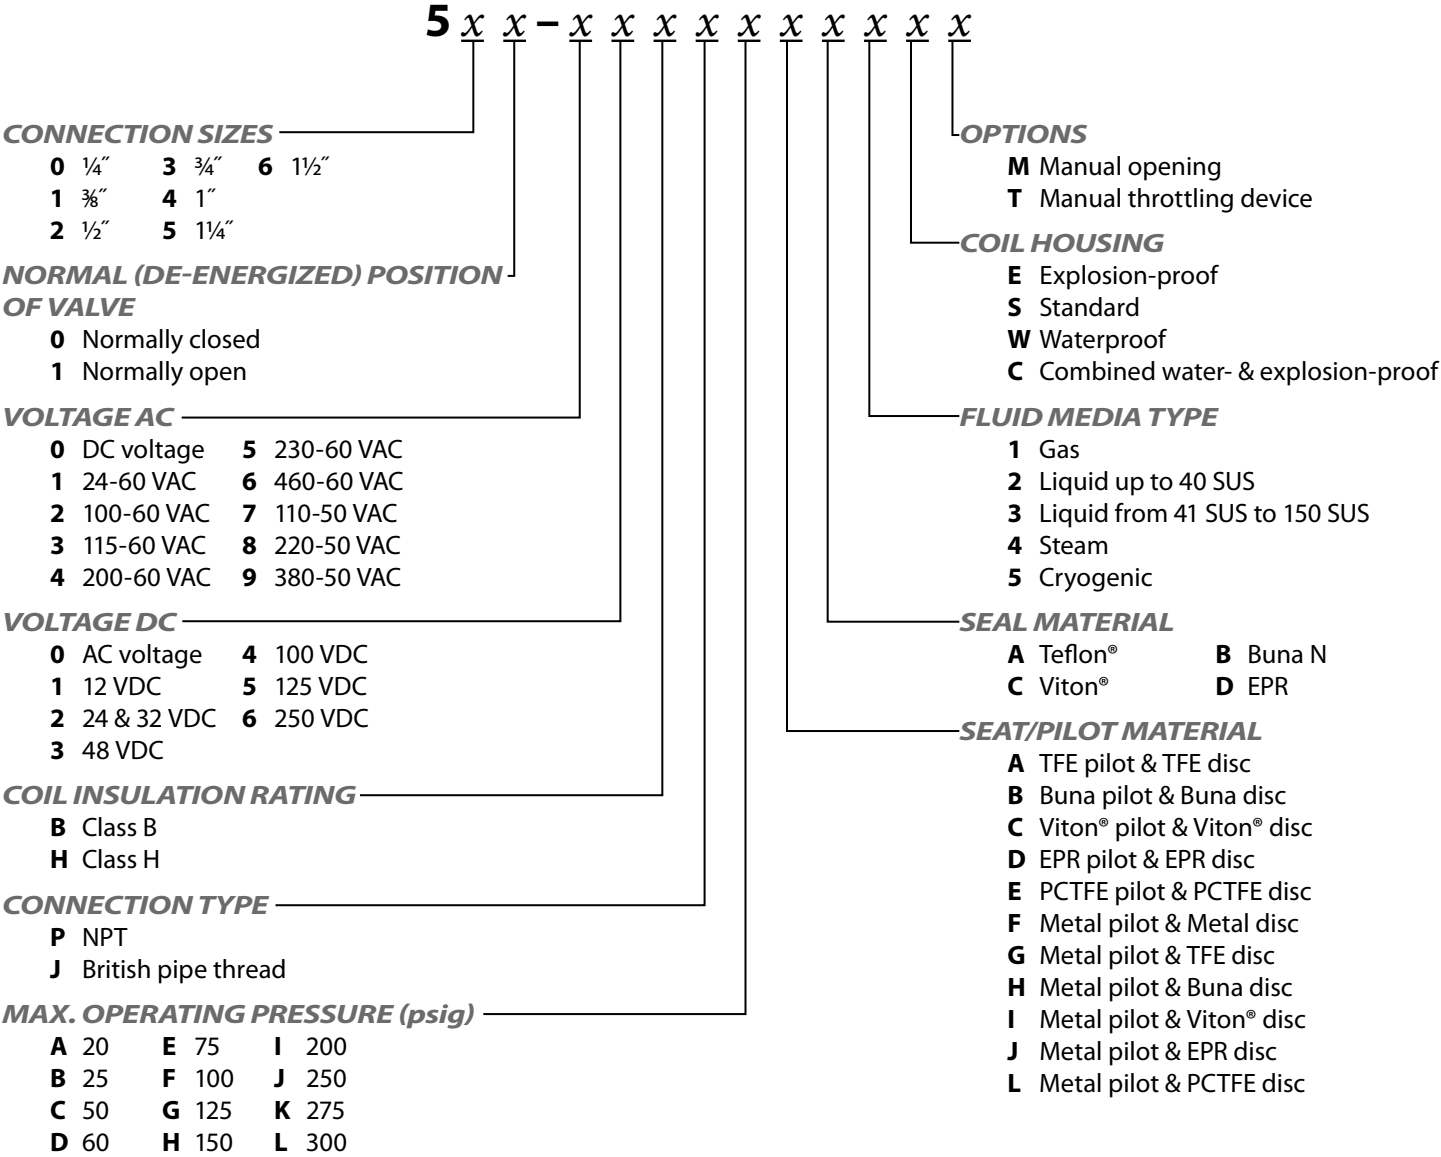 5 x x – x x x x x x x x x x
CONNECTION SIZES
0 ¼˝ 3 ¾˝ 6 1½˝
1 ⅜˝ 4 1˝
2 ½˝ 5 1¼˝
NORMAL (DE-ENERGIZED) POSITION
OF VALVE
0 Normally closed
1 Normally open
VOLTAGE AC
0 DC voltage 5 230-60 VAC
1 24-60 VAC 6 460-60 VAC
2 100-60 VAC 7 110-50 VAC
3 115-60 VAC 8 220-50 VAC
4 200-60 VAC 9 380-50 VAC
VOLTAGE DC
0 AC voltage 4 100 VDC
1 12 VDC 5 125 VDC
2 24 & 32 VDC 6 250 VDC
3 48 VDC
COIL INSULATION RATING
B Class B
H Class H
CONNECTION TYPE
P NPT
J British pipe thread
MAX. OPERATING PRESSURE (psig)
A 20 E 75 I 200
B 25 F 100 J 250
C 50 G 125 K 275
D 60 H 150 L 300
OPTIONS
M Manual opening
T Manual throttling device
COIL HOUSING
E Explosion-proof
S Standard
W Waterproof
C Combined water- & explosion-proof
FLUID MEDIA TYPE
1 Gas
2 Liquid up to 40 SUS
3 Liquid from 41 SUS to 150 SUS
4 Steam
5 Cryogenic
SEAL MATERIAL
A Teflon® B Buna N
C Viton® D EPR
SEAT/PILOT MATERIAL
A TFE pilot & TFE disc
B Buna pilot & Buna disc
C Viton® pilot & Viton® disc
D EPR pilot & EPR disc
E PCTFE pilot & PCTFE disc
F Metal pilot & Metal disc
G Metal pilot & TFE disc
H Metal pilot & Buna disc
I Metal pilot & Viton® disc
J Metal pilot & EPR disc
L Metal pilot & PCTFE disc